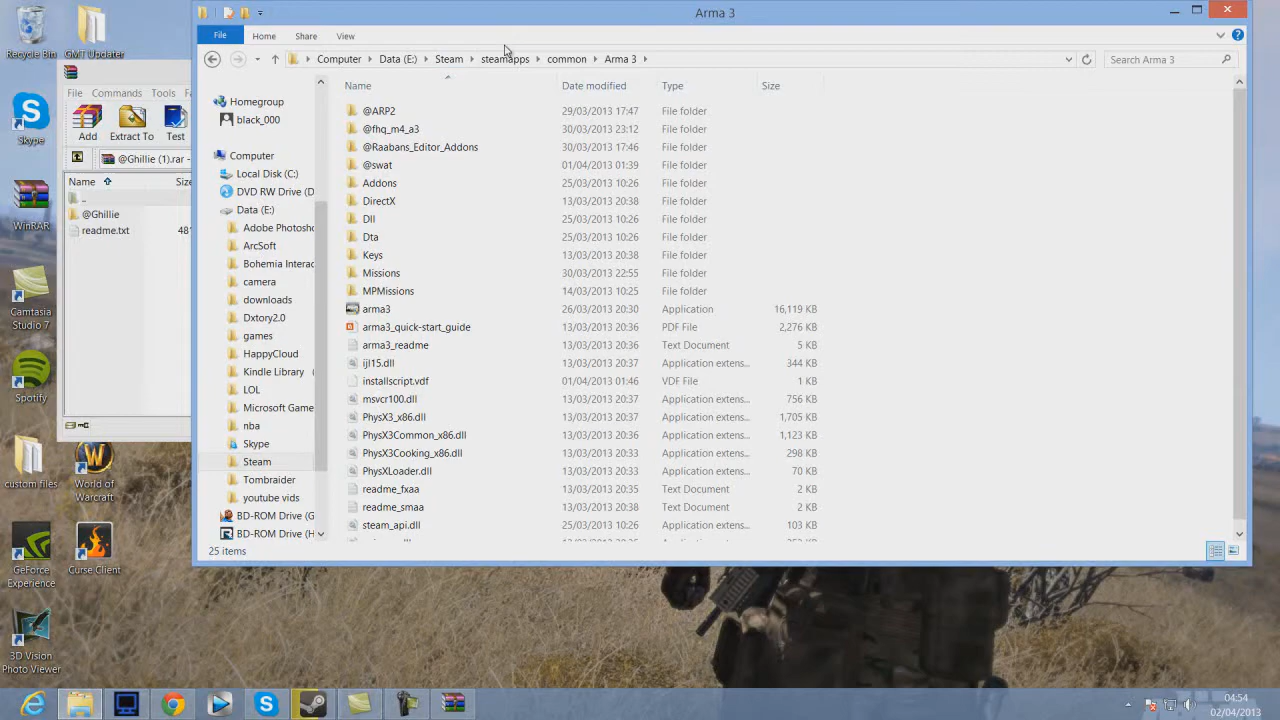 Arma 3
File
Home
Share
View
Computer
Data (E:)
Steam
steamapps
common
Arma 3
Search Arma 3
Name
Date modified
Type
Size
@ARP2 29/03/2013 17:47 File folder
@fhq_m4_a3 30/03/2013 23:12 File folder
@Raabans_Editor_Addons 30/03/2013 17:46 File folder
@swat 01/04/2013 01:39 File folder
Addons 25/03/2013 10:26 File folder
DirectX 13/03/2013 20:38 File folder
Dll 25/03/2013 10:26 File folder
Dta 25/03/2013 10:26 File folder
Keys 13/03/2013 20:38 File folder
Missions 30/03/2013 22:55 File folder
MPMissions 14/03/2013 10:25 File folder
arma3 26/03/2013 20:30 Application 16,119 KB
arma3_quick-start_guide 13/03/2013 20:36 PDF File 2,276 KB
arma3_readme 13/03/2013 20:36 Text Document 5 KB
ijl15.dll 13/03/2013 20:37 Application extens... 344 KB
installscript.vdf 01/04/2013 01:46 VDF File 1 KB
msvcr100.dll 13/03/2013 20:37 Application extens... 756 KB
PhysX3_x86.dll 13/03/2013 20:37 Application extens... 1,705 KB
PhysX3Common_x86.dll 13/03/2013 20:36 Application extens... 1,123 KB
PhysX3Cooking_x86.dll 13/03/2013 20:33 Application extens... 298 KB
PhysXLoader.dll 13/03/2013 20:33 Application extens... 70 KB
readme_fxaa 13/03/2013 20:35 Text Document 2 KB
readme_smaa 13/03/2013 20:36 Text Document 2 KB
steam_api.dll 25/03/2013 10:26 Application extens... 103 KB
25 items
Homegroup
black_000
Computer
Local Disk (C:)
DVD RW Drive (D
Data (E:)
Adobe Photosho
ArcSoft
Bohemia Interac
camera
downloads
Dxtory2.0
games
HappyCloud
Kindle Library
LOL
Microsoft Game
nba
Skype
Steam
Tombraider
youtube vids
BD-ROM Drive (G
BD-ROM Drive (H
File Commands Tools
Add
Extract To
Test
@Ghillie (1).rar -
Name
Siz
..
@Ghillie
readme.txt 48
Recycle Bin
GMT Updater
Skype
WinRAR
Camtasia
Studio 7
Spotify
custom files
World of
Warcraft
GeForce
Experience
Curse Client
3D Vision
Photo Viewer
04:54
02/04/2013